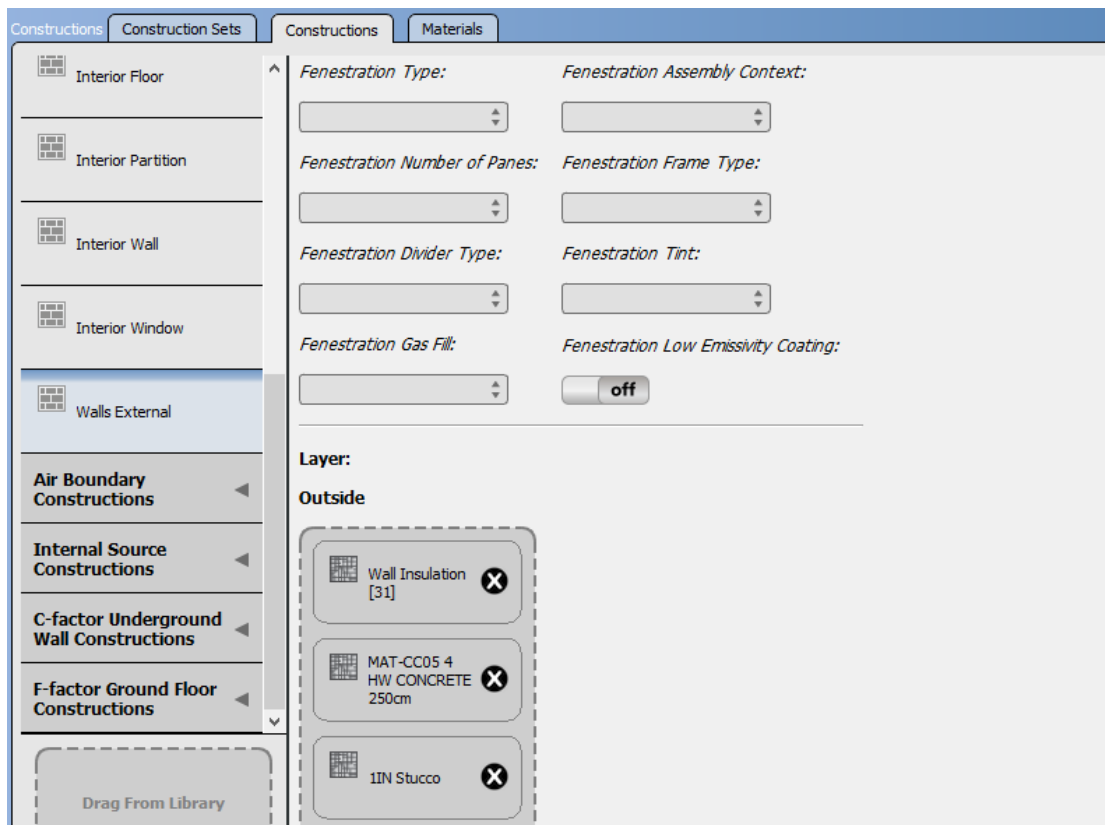 Constructions
Construction Sets
Constructions
Materials
Interior Floor
Interior Partition
Interior Wall
Interior Window
Walls External
Air Boundary
Constructions
Internal Source
Constructions
C-factor Underground
Wall Constructions
F-factor Ground Floor
Constructions
Drag From Library
Fenestration Type:
Fenestration Assembly Context:
Fenestration Number of Panes:
Fenestration Frame Type:
Fenestration Divider Type:
Fenestration Tint:
Fenestration Gas Fill:
Fenestration Low Emissivity Coating:
off
Layer:
Outside
Wall Insulation
[31]
MAT-CC05 4
HW CONCRETE
250cm
1IN Stucco